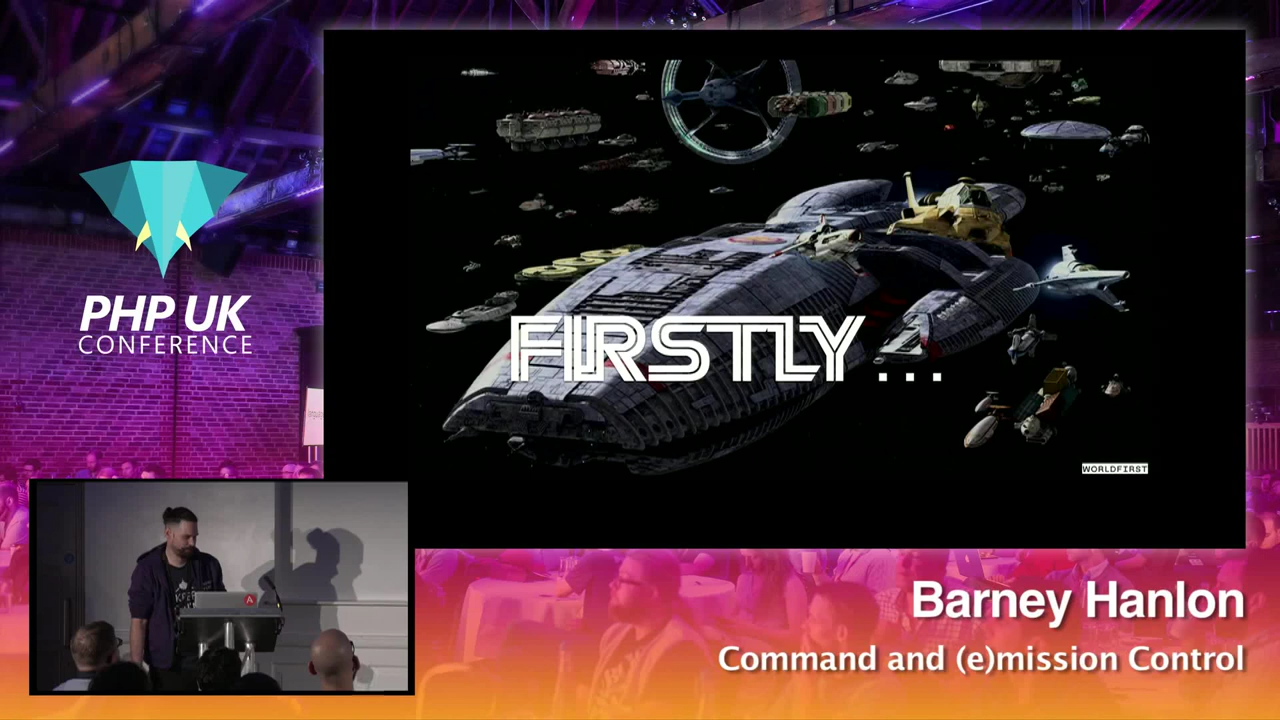 PHP UK
CONFERENCE
FIRSTLY...
WORLDFIRST
Barney Hanlon
Command and (e)mission Control